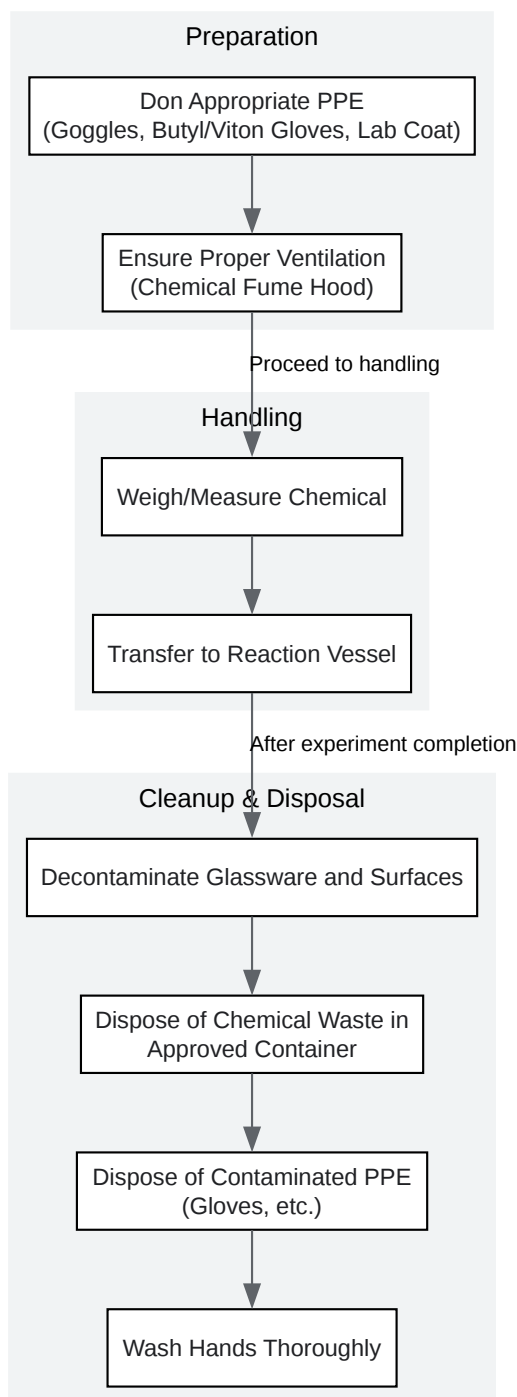 Preparation
Don Appropriate PPE
(Goggles, Butyl/Viton Gloves, Lab Coat)
Ensure Proper Ventilation
(Chemical Fume Hood)
Proceed to handling
Handling
Weigh/Measure Chemical
Transfer to Reaction Vessel
After experiment completion
Cleanup & Disposal
Decontaminate Glassware and Surfaces
Dispose of Chemical Waste in
Approved Container
Dispose of Contaminated PPE
(Gloves, etc.)
Wash Hands Thoroughly